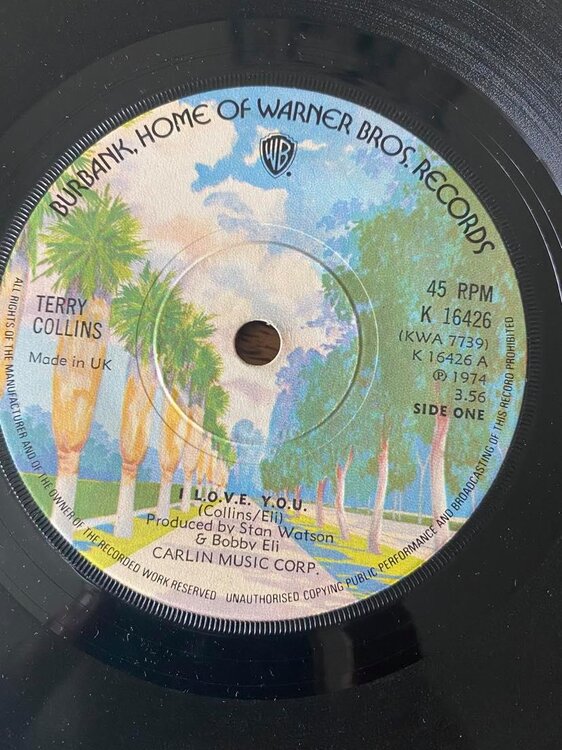 BURBANK, HOME OF WARNER BROS. RECORDS
WB
TERRY
COLLINS
Made in UK
45 RPM
K 16426
(KWA 7739)
K 16426 A
℗ 1974
3.56
SIDE ONE
I L.O.V.E. Y.O.U.
(Collins/Eli)
Produced by Stan Watson
& Bobby Eli
CARLIN MUSIC CORP.
ALL RIGHTS OF THE MANUFACTURER AND OF THE OWNER OF THE RECORDED WORK RESERVED UNAUTHORISED COPYING PUBLIC PERFORMANCE AND BROADCASTING OF THIS RECORD PROHIBITED